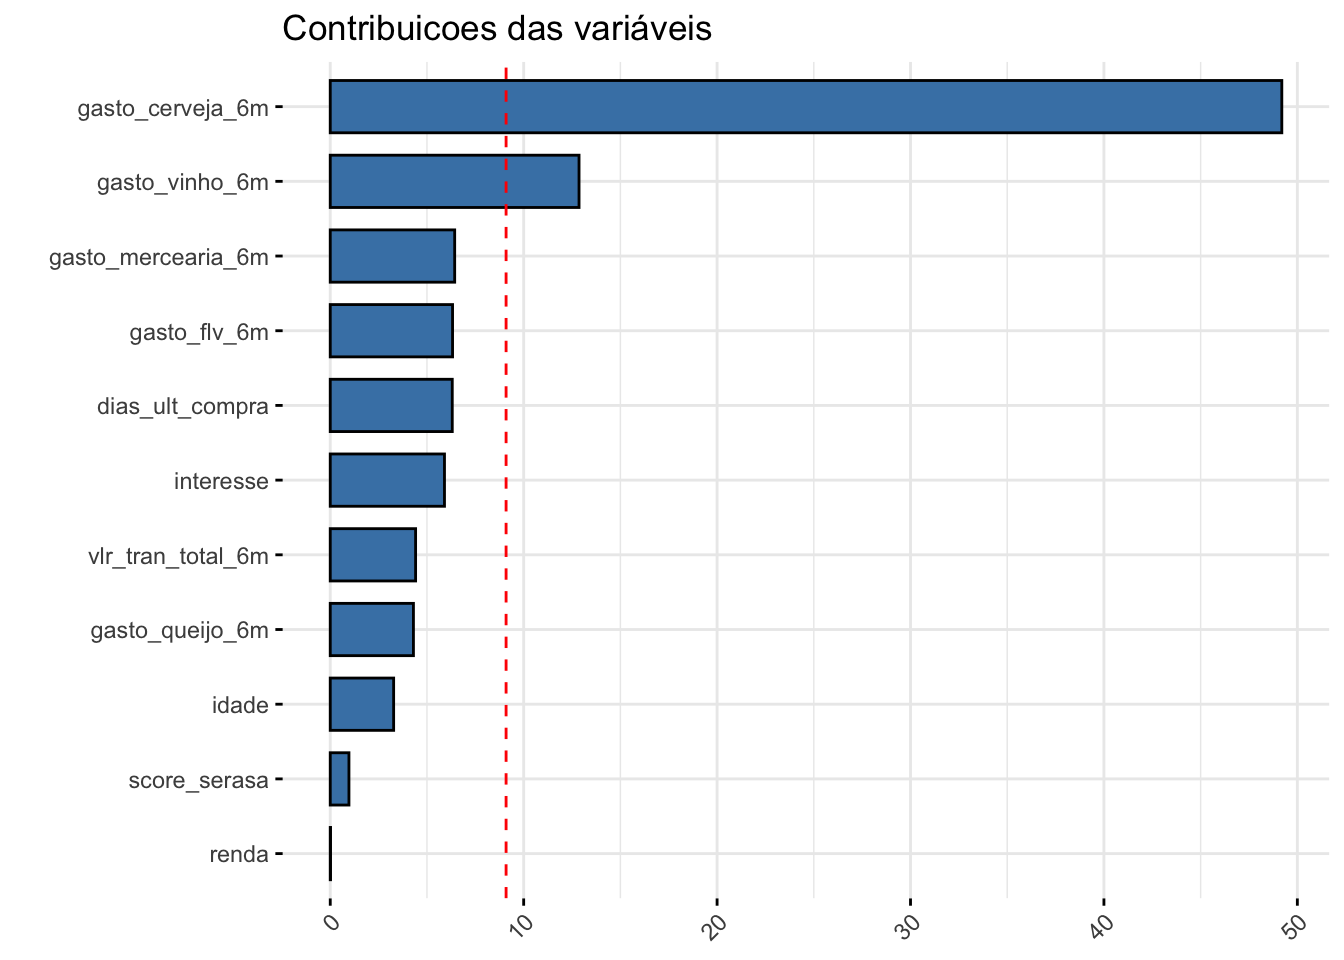 Contribuicoes das variáveis
gasto_cerveja_6m
gasto_vinho_6m
gasto_mercearia_6m
gasto_flv_6m
dias_ult_compra
interesse
vlr_tran_total_6m
gasto_queijo_6m
idade
score_serasa
renda
0 10 20 30 40 50